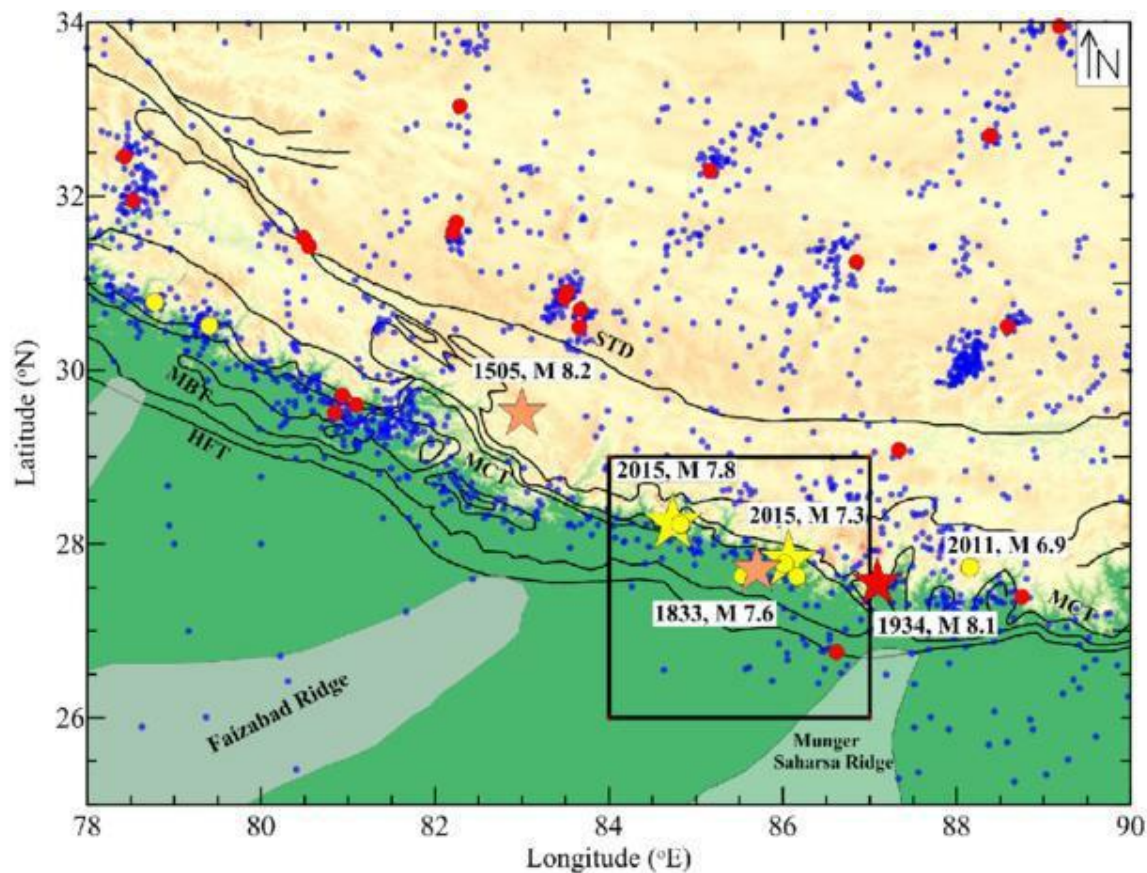 34
N
32
30
28
26
Latitude (°N)
STD
1505, M 8.2
MBT
HFT
MCT
2015, M 7.8
2015, M 7.3
2011, M 6.9
1833, M 7.6
1934, M 8.1
MCT
Faizabad Ridge
Munger
Saharsa Ridge
78
80
82
84
86
88
90
Longitude (°E)